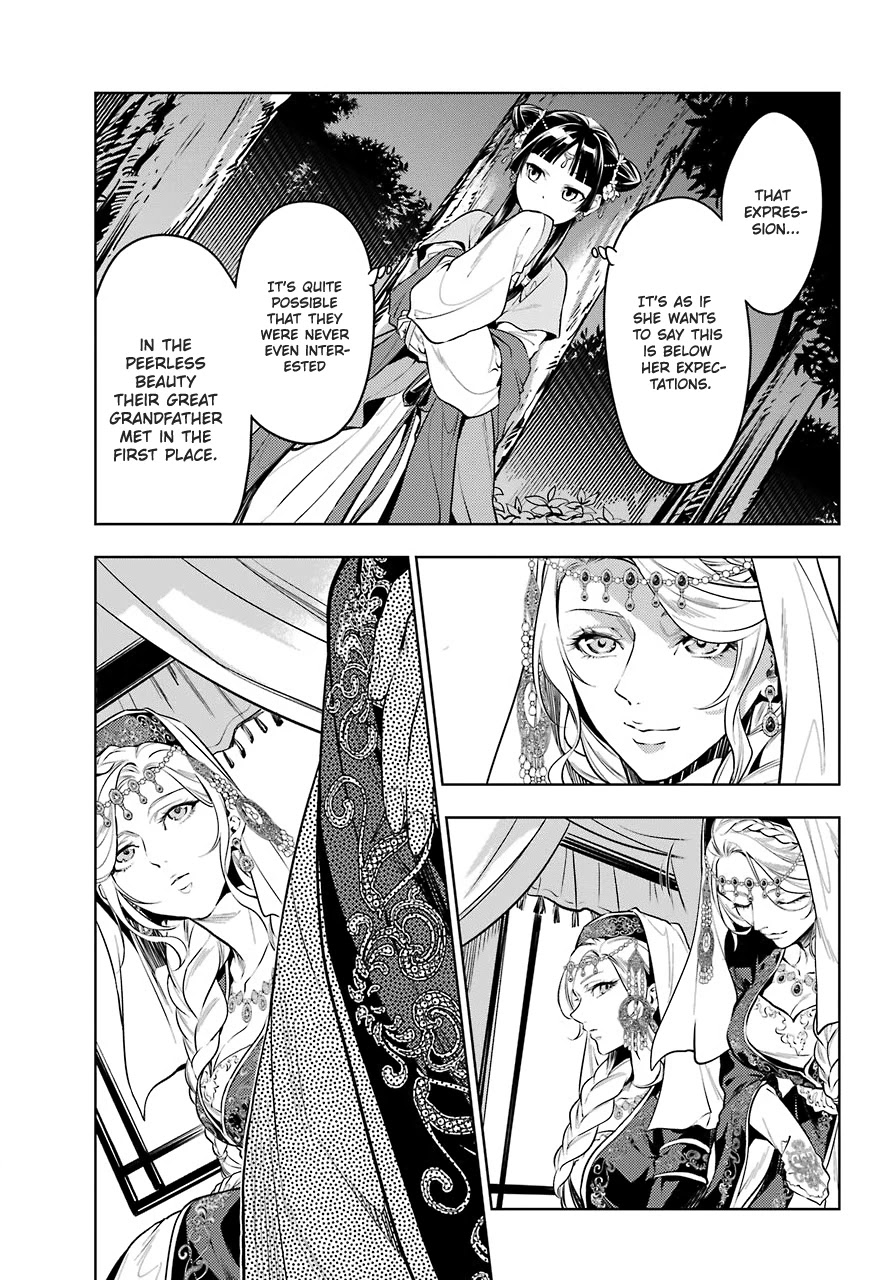 THAT
EXPRES-
SION...
IT'S AS IF
SHE WANTS
TO SAY THIS
IS BELOW
HER EXPEC-
TATIONS.
IT'S QUITE
POSSIBLE
THAT THEY
WERE NEVER
EVEN INTER-
ESTED
IN THE
PEERLESS
BEAUTY
THEIR GREAT
GRANDFATHER
MET IN THE
FIRST PLACE.